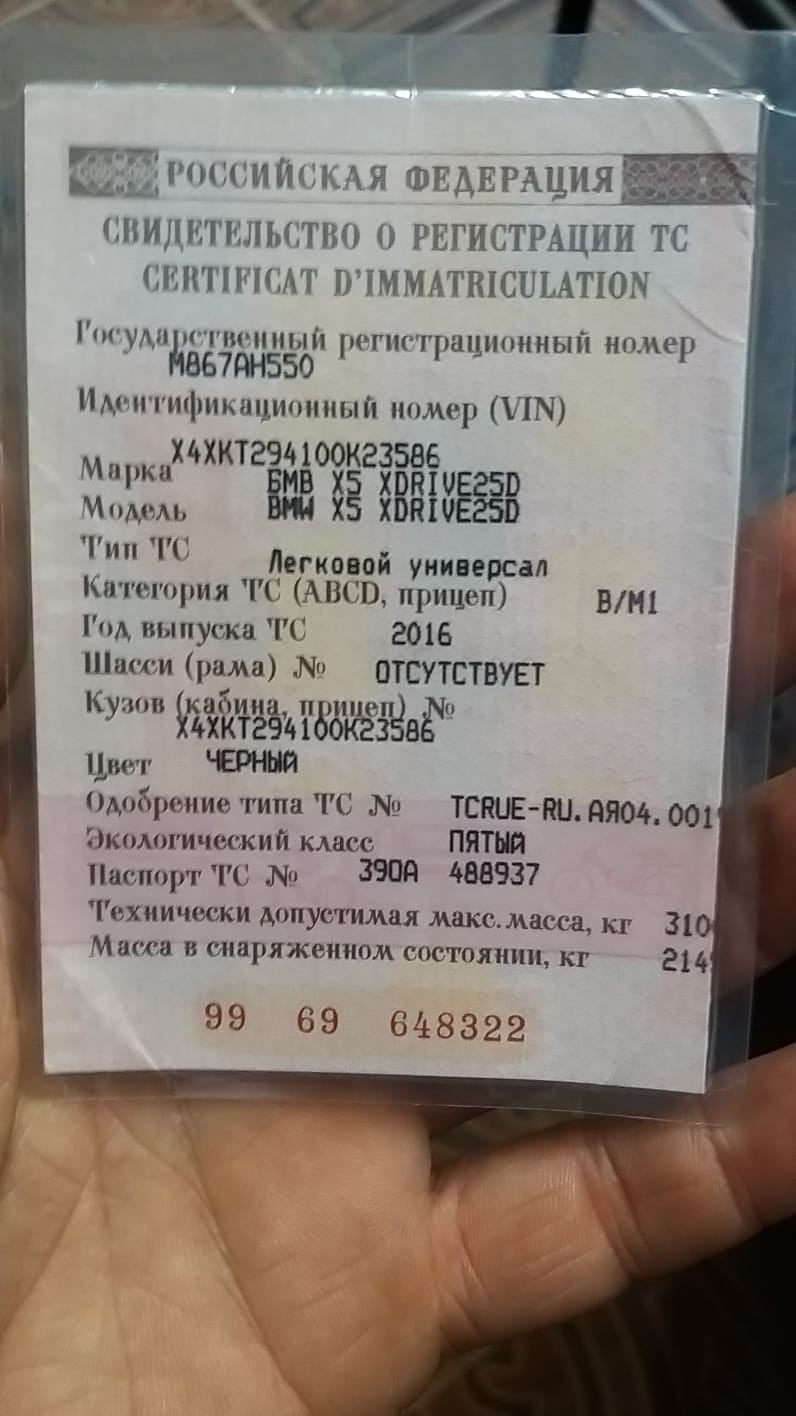 РОССИЙСКАЯ ФЕДЕРАЦИЯ
СВИДЕТЕЛЬСТВО О РЕГИСТРАЦИИ ТС
CERTIFICAT D'IMMATRICULATION
Государственный регистрационный номер
М867АН550
Идентификационный номер (VIN)
X4XKT294100K23586
Марка БМВ X5 XDRIVE25D
Модель BMW X5 XDRIVE25D
Тип ТС Легковой универсал
Категория ТС (ABCD, прицеп) B/M1
Год выпуска ТС 2016
Шасси (рама) № ОТСУТСТВУЕТ
Кузов (кабина, прицеп) №
X4XKT294100K23586
Цвет ЧЕРНЫЙ
Одобрение типа ТС № TCRUE-RU.АЯ04.001
Экологический класс ПЯТЫЙ
Паспорт ТС № 390А 488937
Технически допустимая макс.масса, кг 310
Масса в снаряженном состоянии, кг 214
99 69 648322